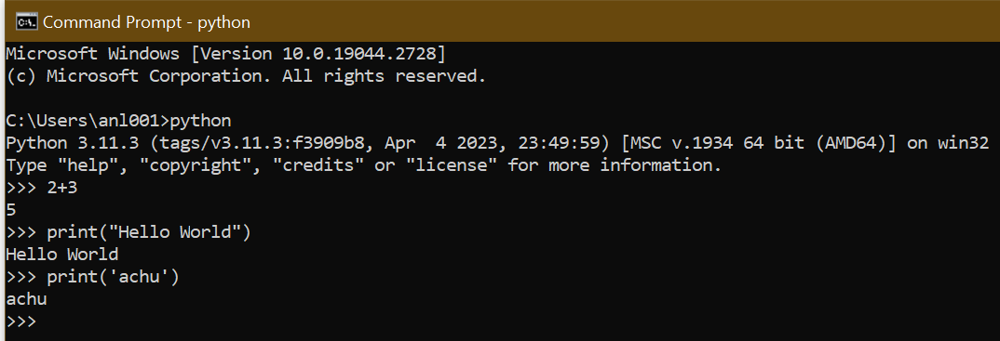 Command Prompt - python
Microsoft Windows [Version 10.0.19044.2728]
(c) Microsoft Corporation. All rights reserved.
C:\Users\anl001>python
Python 3.11.3 (tags/v3.11.3:f3909b8, Apr  4 2023, 23:49:59) [MSC v.1934 64 bit (AMD64)] on win32
Type "help", "copyright", "credits" or "license" for more information.
>>> 2+3
5
>>> print("Hello World")
Hello World
>>> print('achu')
achu
>>>